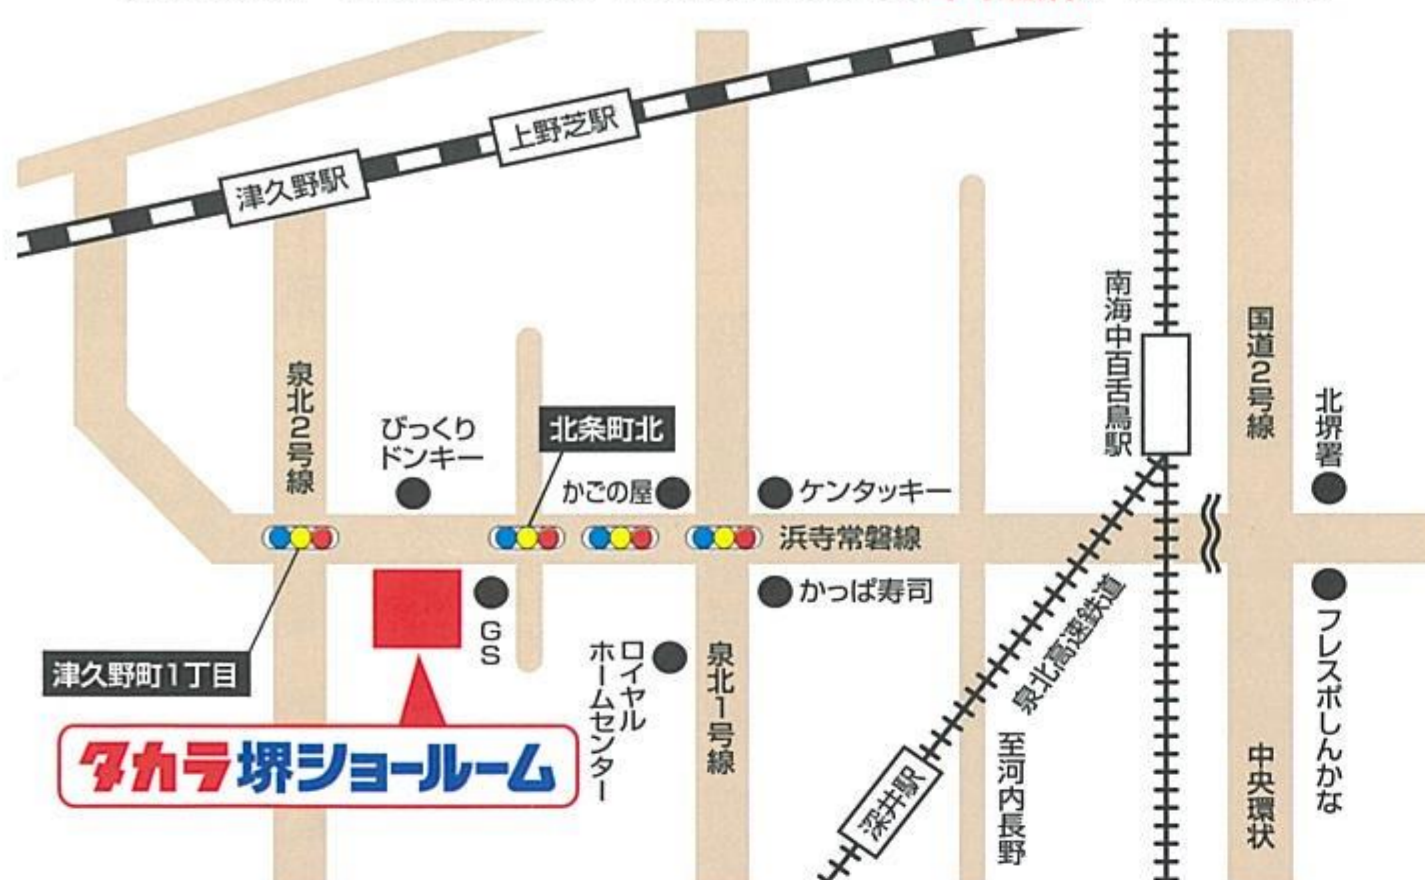 上野芝駅
津久野駅
南海中百舌鳥駅
国道2号線
泉北2号線
北堺署
びっくり
ドンキー
北条町北
かごの屋
ケンタッキー
浜寺常磐線
かっぱ寿司
GS
津久野町1丁目
ロイヤル
ホームセンター
泉北1号線
泉北高速鉄道
フレスポしんかな
タカラ堺ショールーム
深井駅
至河内長野
中央環状